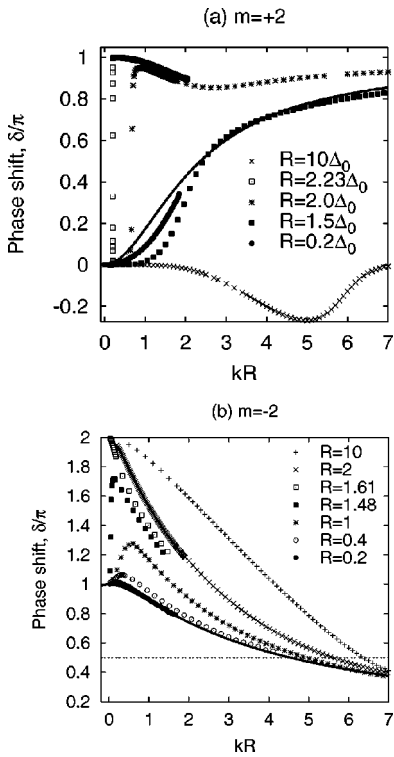 (a) m=+2
Phase shift, δ/π
1
0.8
0.6
0.4
0.2
0
-0.2
R=10Δ₀
R=2.23Δ₀
R=2.0Δ₀
R=1.5Δ₀
R=0.2Δ₀
0 1 2 3 4 5 6 7
kR
(b) m=-2
Phase shift, δ/π
2
1.8
1.6
1.4
1.2
1
0.8
0.6
0.4
0.2
R=10
R=2
R=1.61
R=1.48
R=1
R=0.4
R=0.2
0 1 2 3 4 5 6 7
kR